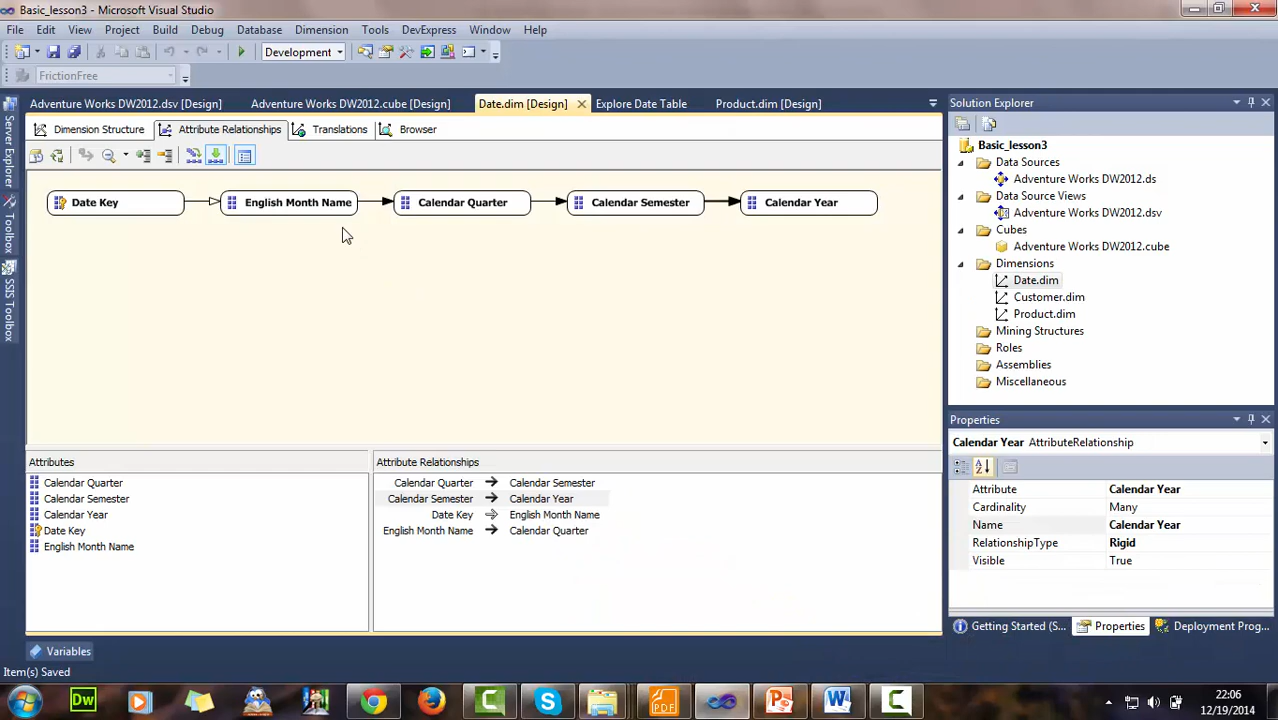 Basic_lesson3 - Microsoft Visual Studio
File Edit View Project Build Debug Database Dimension Tools DevExpress Window Help
Development
FrictionFree
Adventure Works DW2012.dsv [Design] Adventure Works DW2012.cube [Design] Date.dim [Design] Explore Date Table Product.dim [Design]
Dimension Structure Attribute Relationships Translations Browser
Server Explorer
Toolbox
SSIS Toolbox
Date Key English Month Name Calendar Quarter Calendar Semester Calendar Year
Attributes
Calendar Quarter
Calendar Semester
Calendar Year
Date Key
English Month Name
Attribute Relationships
Calendar Quarter Calendar Semester
Calendar Semester Calendar Year
Date Key English Month Name
English Month Name Calendar Quarter
Solution Explorer
Basic_lesson3
Data Sources
Adventure Works DW2012.ds
Data Source Views
Adventure Works DW2012.dsv
Cubes
Adventure Works DW2012.cube
Dimensions
Date.dim
Customer.dim
Product.dim
Mining Structures
Roles
Assemblies
Miscellaneous
Properties
Calendar Year AttributeRelationship
Attribute Calendar Year
Cardinality Many
Name Calendar Year
RelationshipType Rigid
Visible True
Getting Started (S... Properties Deployment Prog...
Variables
Item(s) Saved
Dw
PDF
22:06
12/19/2014